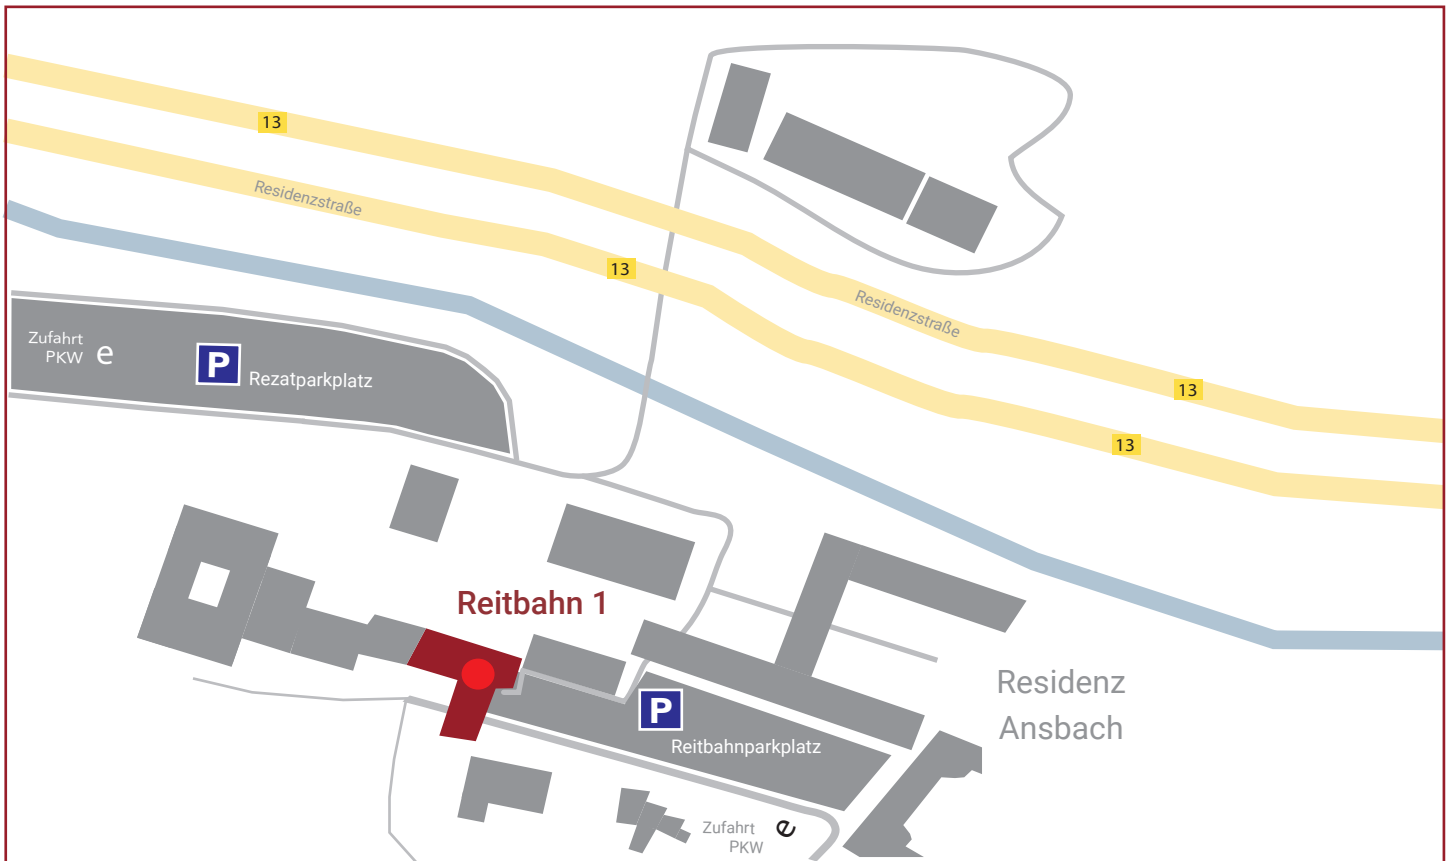 13
Residenzstraße
13
Residenzstraße
Zufahrt
PKW e
P Rezatparkplatz
13
13
Reitbahn 1
Residenz
Ansbach
P
Reitbahnparkplatz
Zufahrt e
PKW